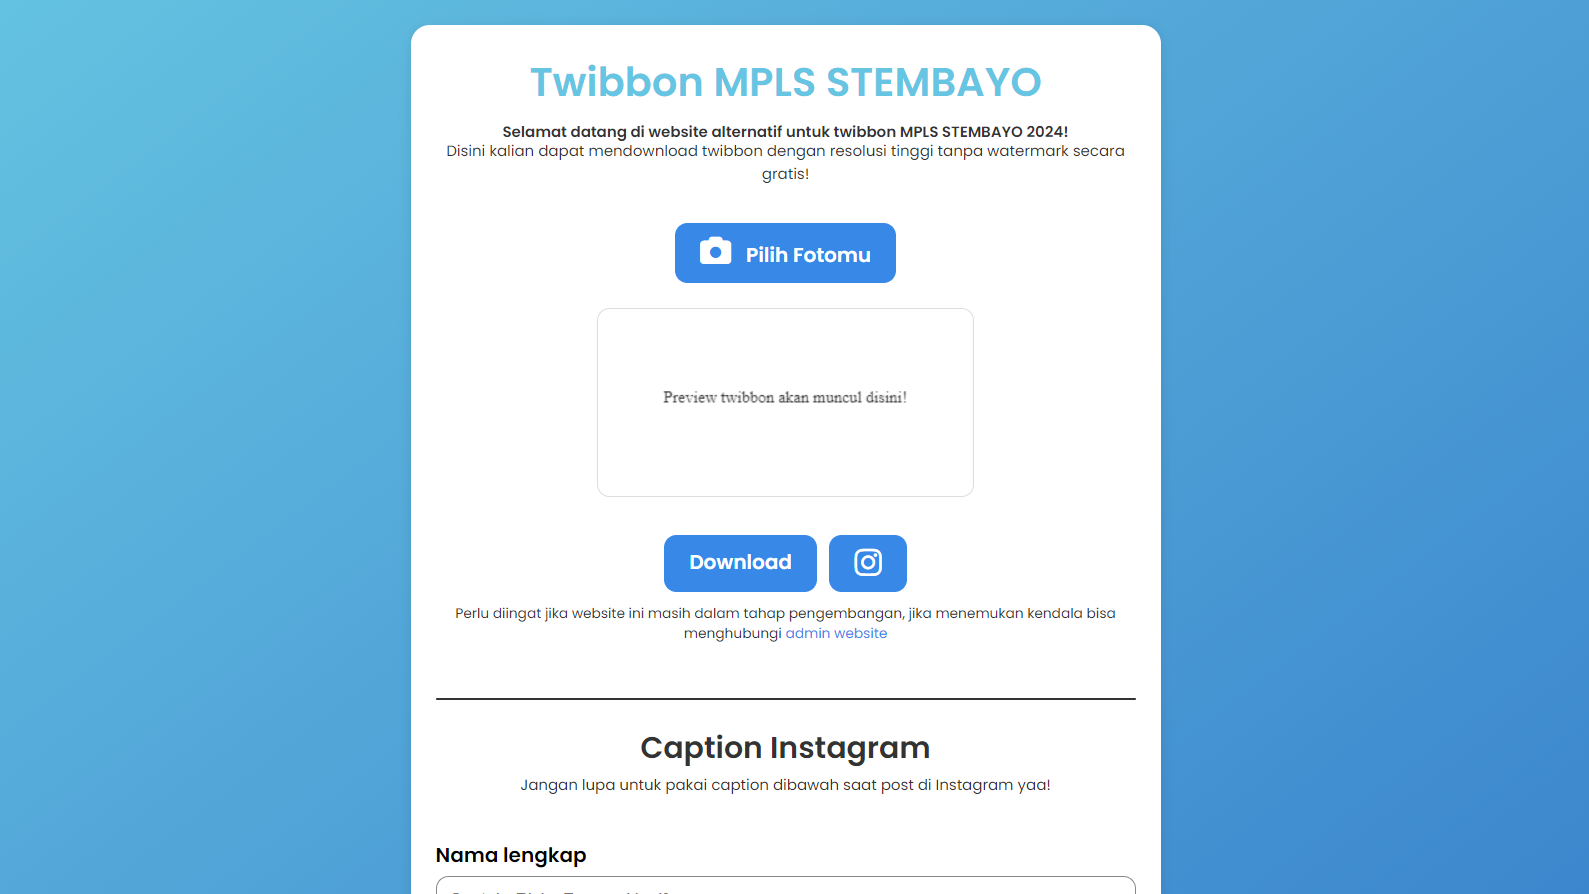 Twibbon MPLS STEMBAYO
Selamat datang di website alternatif untuk twibbon MPLS STEMBAYO 2024!
Disini kalian dapat mendownload twibbon dengan resolusi tinggi tanpa watermark secara
gratis!
Pilih Fotomu
Preview twibbon akan muncul disini!
Download
Perlu diingat jika website ini masih dalam tahap pengembangan, jika menemukan kendala bisa
menghubungi admin website
Caption Instagram
Jangan lupa untuk pakai caption dibawah saat post di Instagram yaa!
Nama lengkap